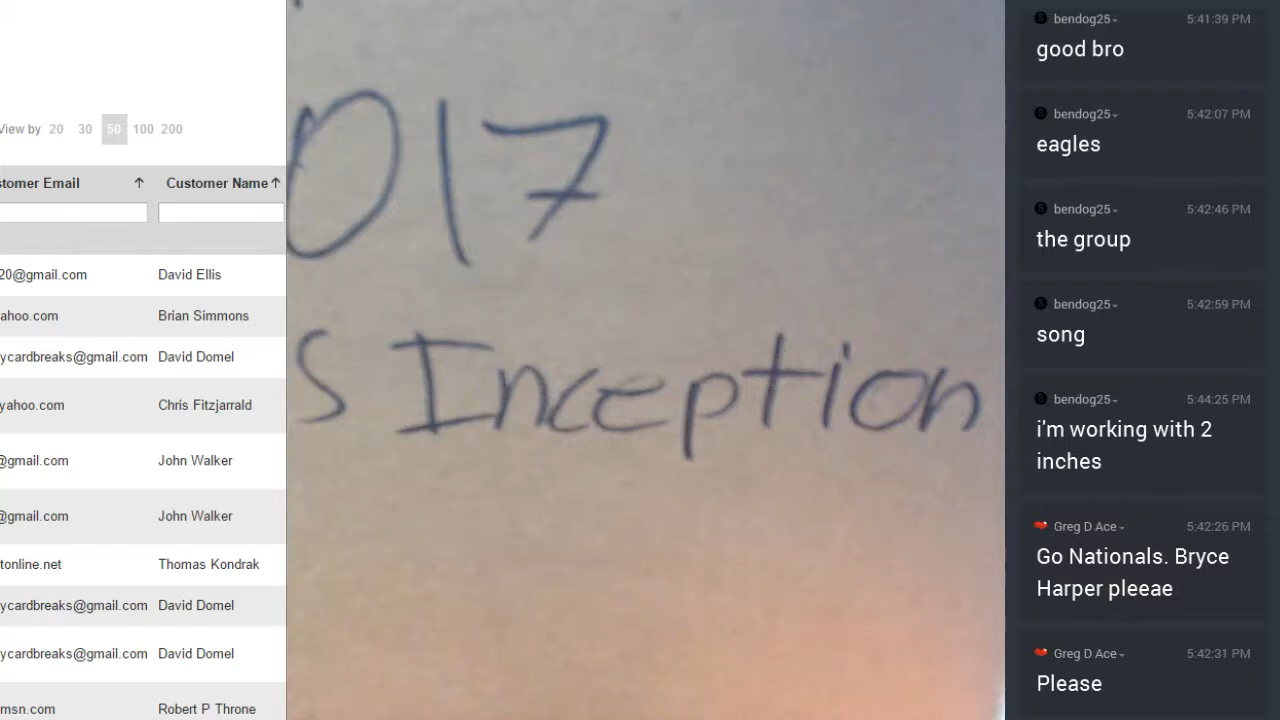 View by 20 30 50 100 200
stomer Email ↑ Customer Name ↑
20@gmail.com David Ellis
ahoo.com Brian Simmons
ycardbreaks@gmail.com David Domel
yahoo.com Chris Fitzjarrald
@gmail.com John Walker
@gmail.com John Walker
tonline.net Thomas Kondrak
ycardbreaks@gmail.com David Domel
ycardbreaks@gmail.com David Domel
msn.com Robert P Throne
017
s Inception
bendog25 5:41:39 PM
good bro
bendog25 5:42:07 PM
eagles
bendog25 5:42:46 PM
the group
bendog25 5:42:59 PM
song
bendog25 5:44:25 PM
i'm working with 2
inches
Greg D Ace 5:42:26 PM
Go Nationals. Bryce
Harper pleeae
Greg D Ace 5:42:31 PM
Please